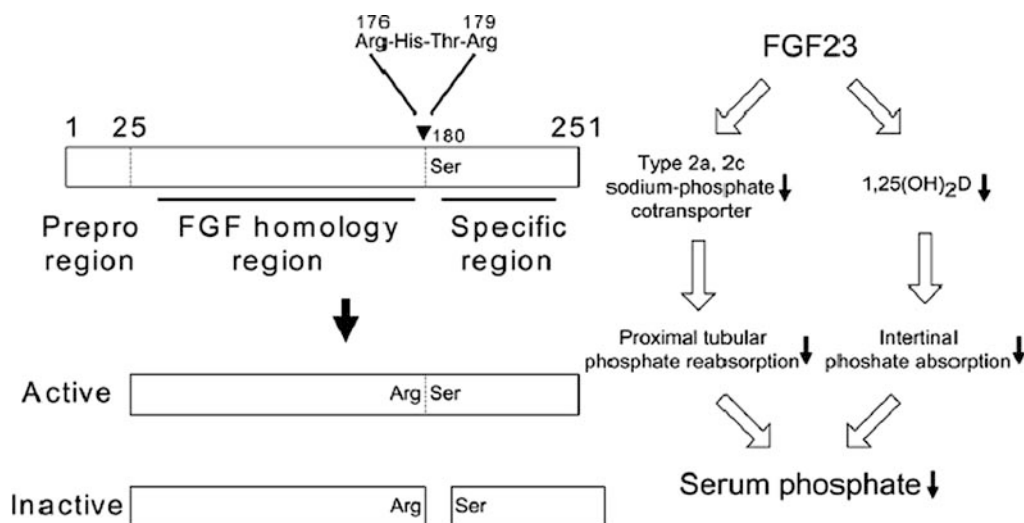 176 179
Arg-His-Thr-Arg
1 25 180 251
Ser
Prepro
region
FGF homology
region
Specific
region
Active Arg Ser
Inactive Arg Ser
FGF23
Type 2a, 2c
sodium-phosphate
cotransporter
1,25(OH)2D
Proximal tubular
phosphate reabsorption
Intertinal
phoshate absorption
Serum phosphate